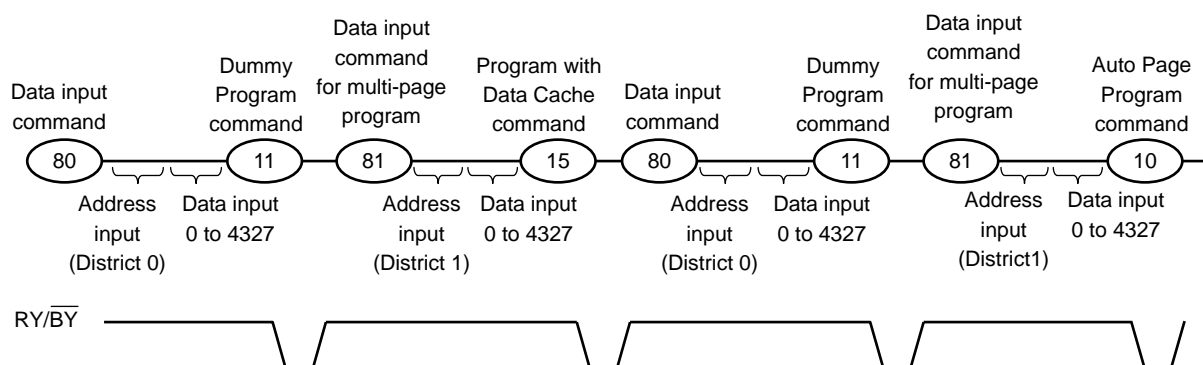 Data input
command
Dummy
Program
command
Data input
command
for multi-page
program
Program with
Data Cache
command
Data input
command
Dummy
Program
command
Data input
command
for multi-page
program
Auto Page
Program
command
80
11
81
15
80
11
81
10
Address
input
(District 0)
Data input
0 to 4327
Address
input
(District 1)
Data input
0 to 4327
Address
input
(District 0)
Data input
0 to 4327
Address
input
(District1)
Data input
0 to 4327
RY/B̅Y̅